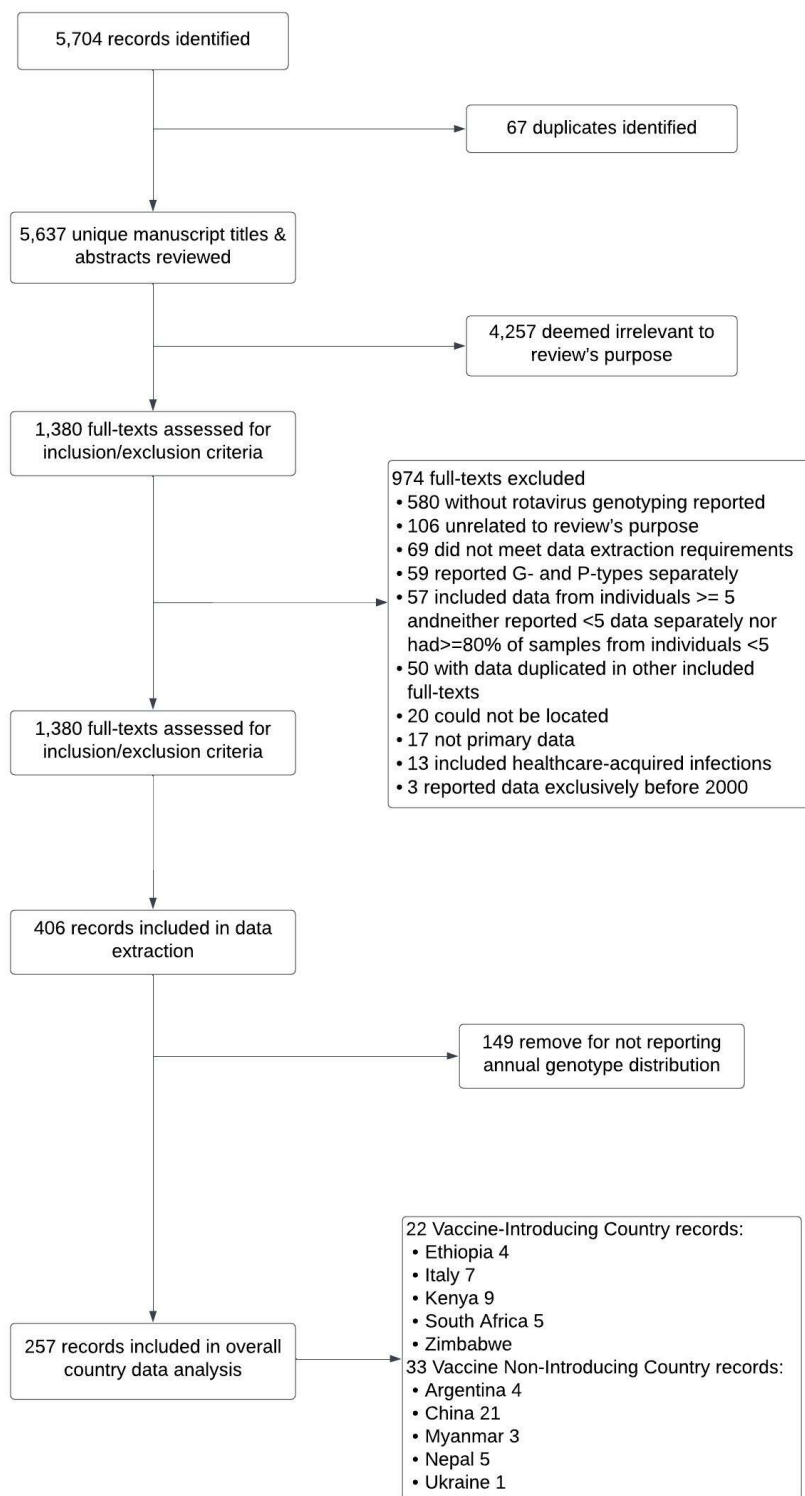 5,704 records identified
67 duplicates identified
5,637 unique manuscript titles &
abstracts reviewed
4,257 deemed irrelevant to
review's purpose
1,380 full-texts assessed for
inclusion/exclusion criteria
974 full-texts excluded
• 580 without rotavirus genotyping reported
• 106 unrelated to review's purpose
• 69 did not meet data extraction requirements
• 59 reported G- and P-types separately
• 57 included data from individuals >= 5
andneither reported <5 data separately nor
had>=80% of samples from individuals <5
• 50 with data duplicated in other included
full-texts
• 20 could not be located
• 17 not primary data
• 13 included healthcare-acquired infections
• 3 reported data exclusively before 2000
1,380 full-texts assessed for
inclusion/exclusion criteria
406 records included in data
extraction
149 remove for not reporting
annual genotype distribution
257 records included in overall
country data analysis
22 Vaccine-Introducing Country records:
• Ethiopia 4
• Italy 7
• Kenya 9
• South Africa 5
• Zimbabwe
33 Vaccine Non-Introducing Country records:
• Argentina 4
• China 21
• Myanmar 3
• Nepal 5
• Ukraine 1